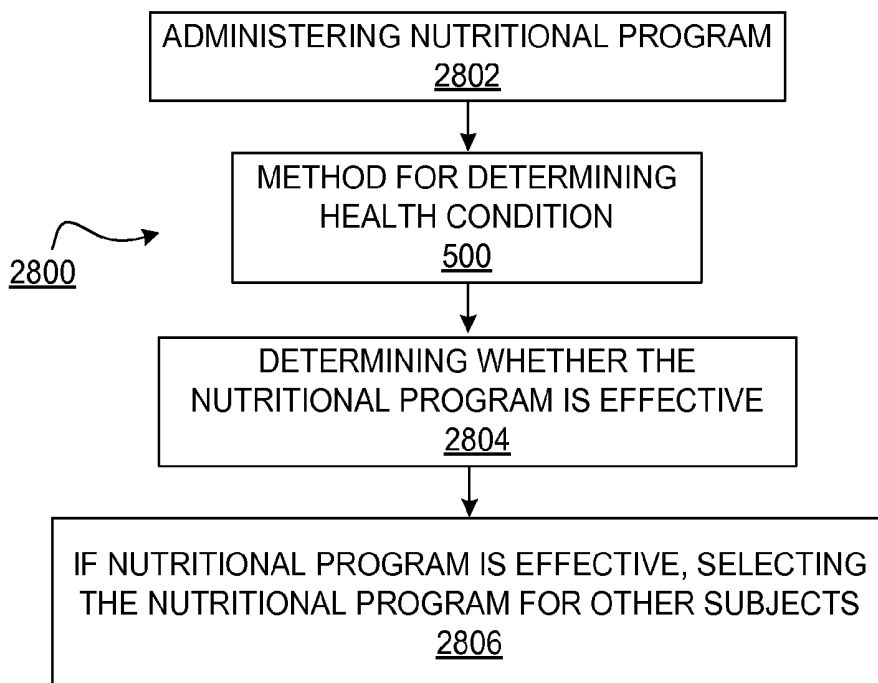 ADMINISTERING NUTRITIONAL PROGRAM
2802
METHOD FOR DETERMINING
HEALTH CONDITION
500
2800
DETERMINING WHETHER THE
NUTRITIONAL PROGRAM IS EFFECTIVE
2804
IF NUTRITIONAL PROGRAM IS EFFECTIVE, SELECTING
THE NUTRITIONAL PROGRAM FOR OTHER SUBJECTS
2806